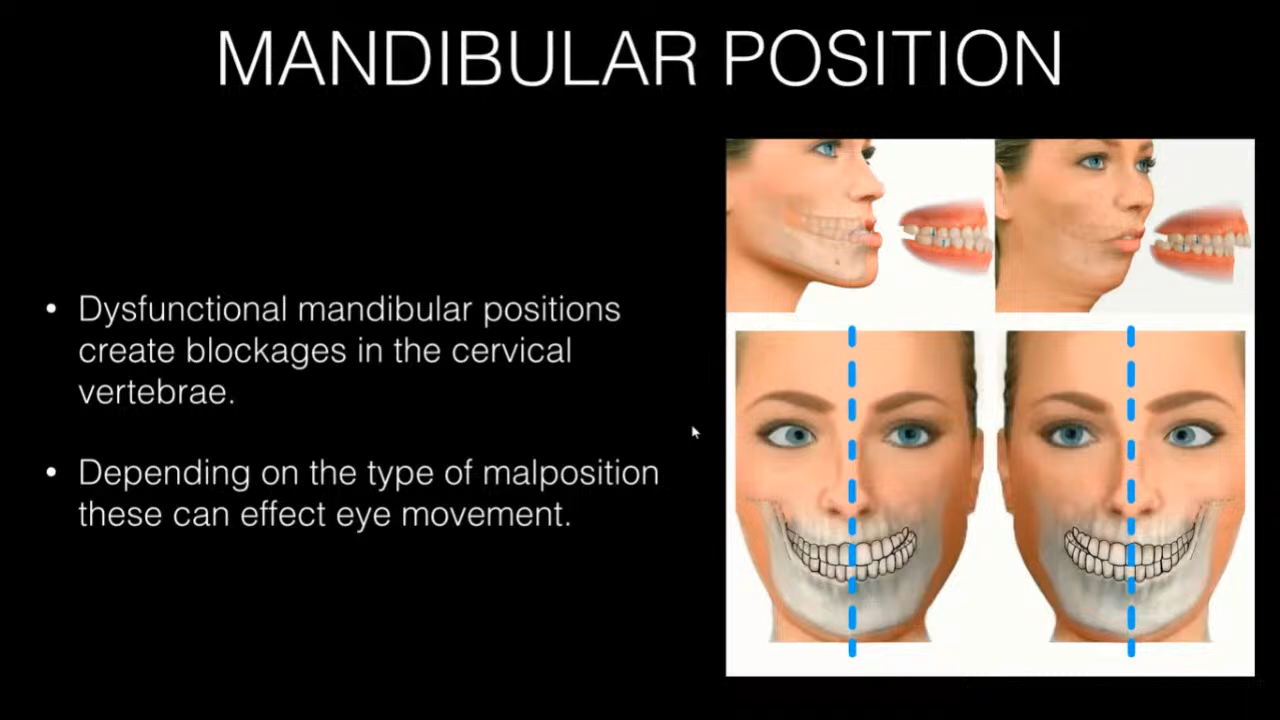 MANDIBULAR POSITION
• Dysfunctional mandibular positions
create blockages in the cervical
vertebrae.
• Depending on the type of malposition
these can effect eye movement.